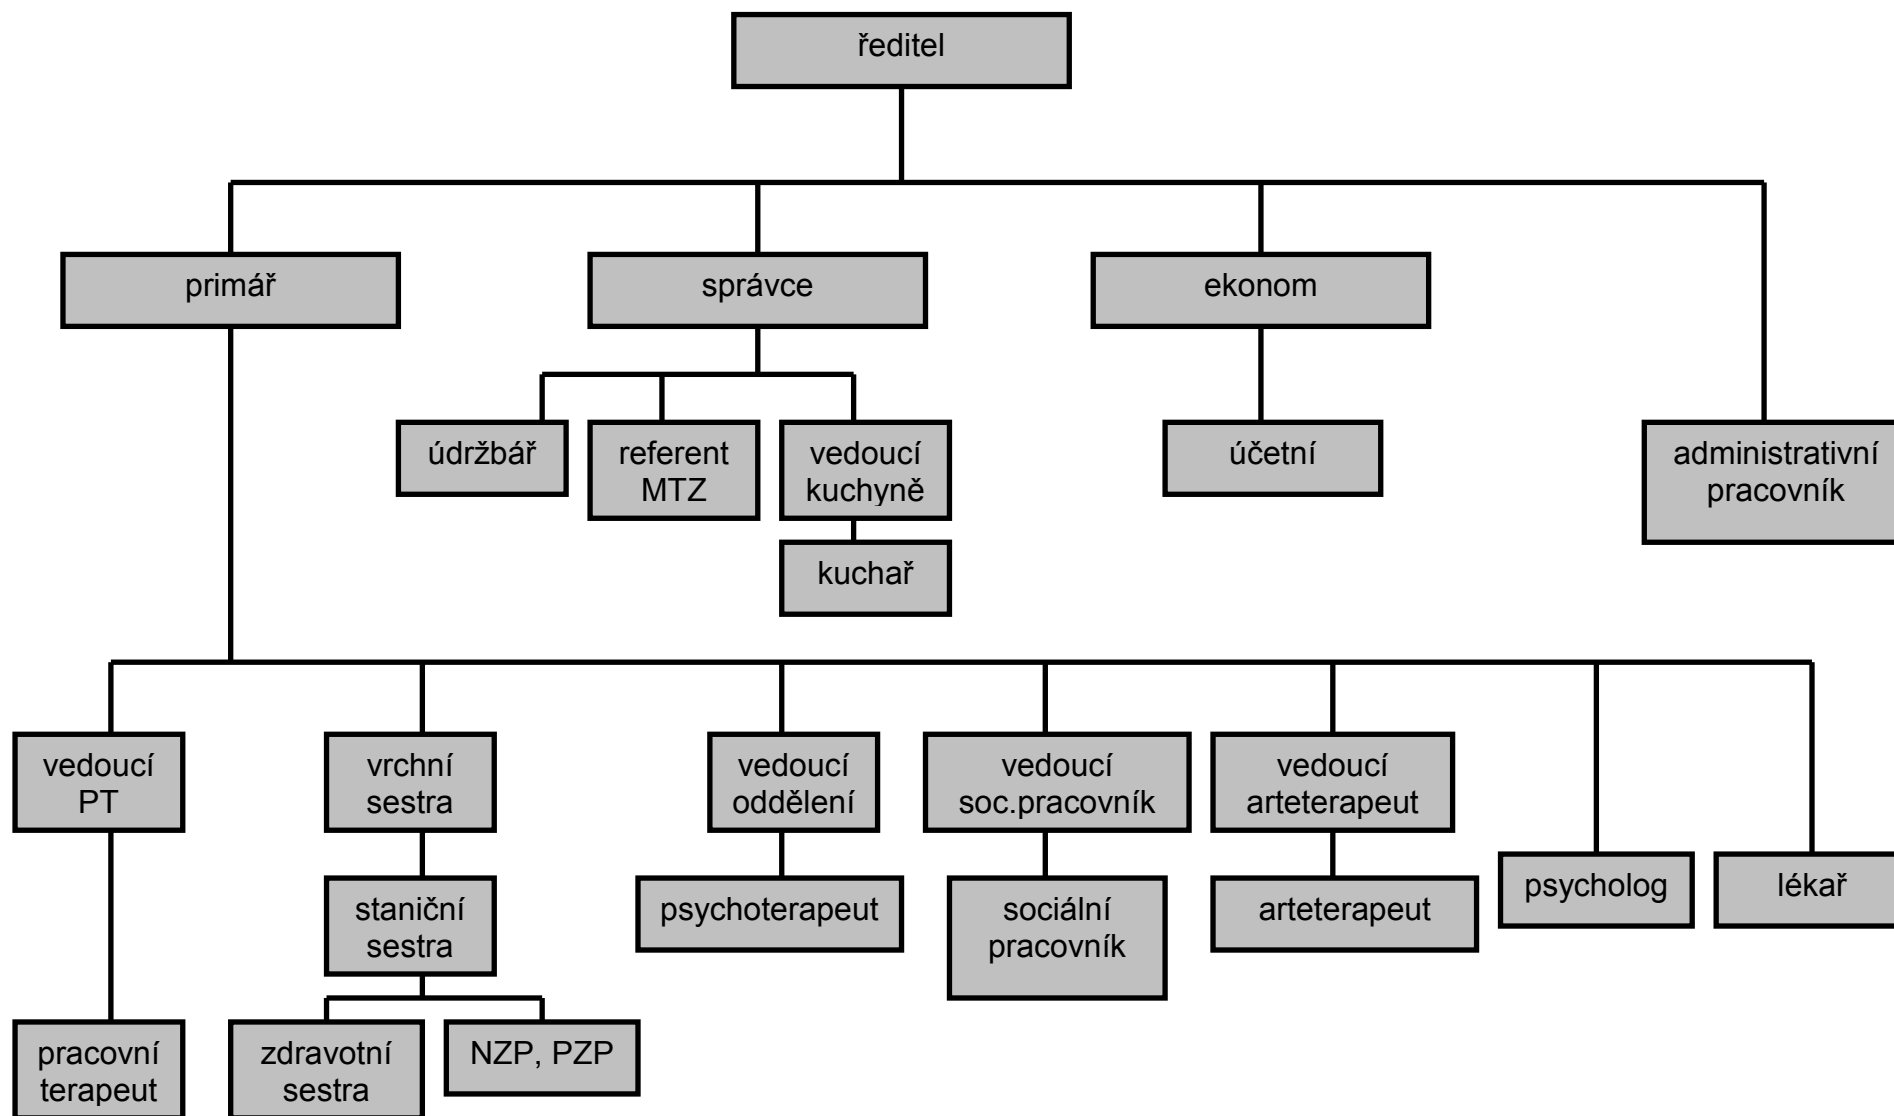 ředitel
primář
správce
ekonom
údržbář
referent
MTZ
vedoucí
kuchyně
účetní
administrativní
pracovník
kuchař
vedoucí
PT
vrchní
sestra
vedoucí
oddělení
vedoucí
soc.pracovník
vedoucí
arteterapeut
psycholog
lékař
staniční
sestra
psychoterapeut
sociální
pracovník
arteterapeut
pracovní
terapeut
zdravotní
sestra
NZP, PZP